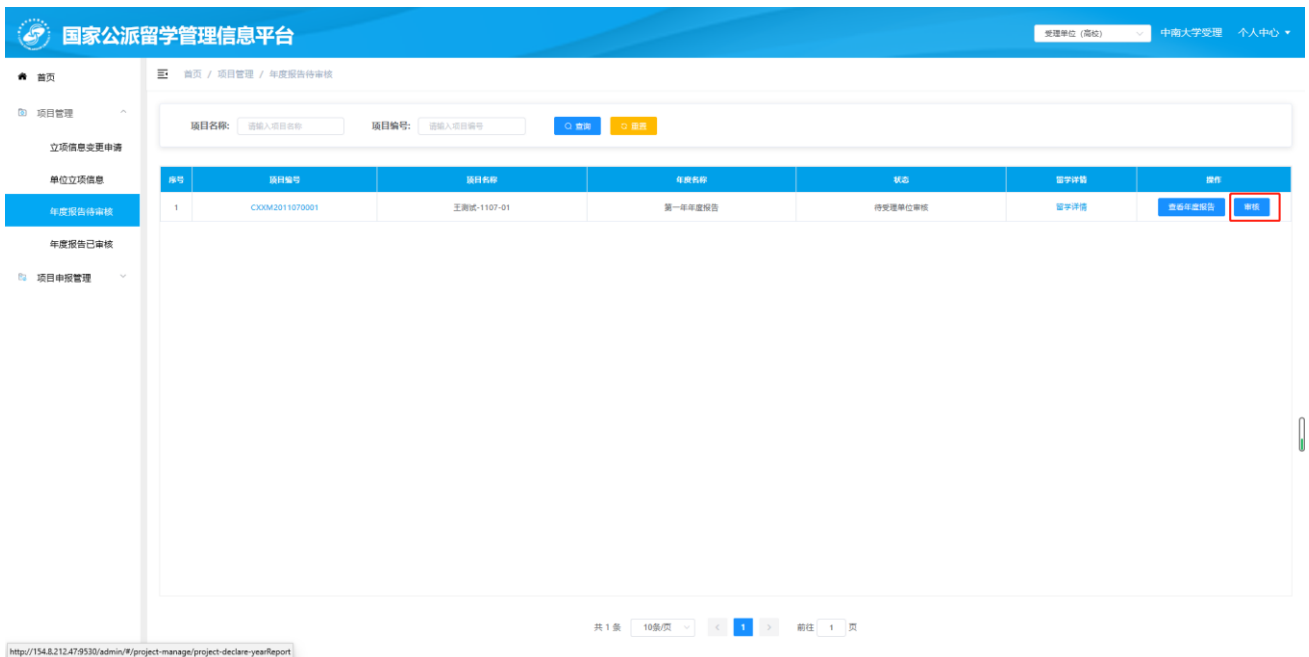 国家公派留学管理信息平台
受理单位 (高校) 中南大学受理 个人中心
首页
首页 / 项目管理 / 年度报告待审核
项目管理
项目名称: 请输入项目名称 项目编号: 请输入项目编号 查询 重置
立项信息变更申请
单位立项信息
序号 项目编号 项目名称 年度名称 状态 留学详情 操作
年度报告待审核
1 CXXM2011070001 王测试-1107-01 第一年年度报告 待受理单位审核 留学详情 查看年度报告 审核
年度报告已审核
项目申报管理
共 1 条 10条/页 < 1 > 前往 1 页
http://154.8.212.47:9530/admin/#/project-manage/project-declare-yearReport